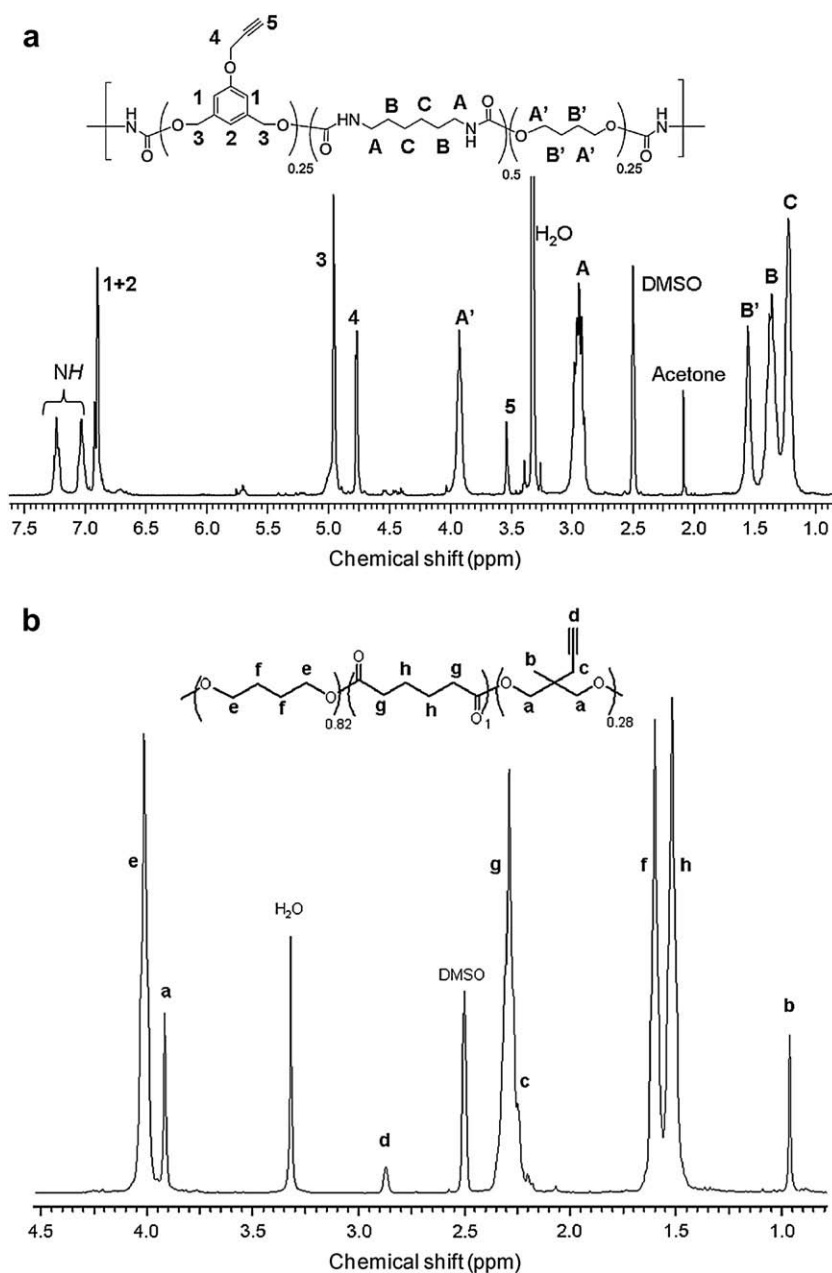 a
5
4
O
1 1
A B C A O
NH O O NH O O NH O O A' B' O NH
O 3 2 3 O A C B B' A' O
0.25 0.5 0.25
C
H₂O
3
1+2 A
DMSO B
B'
4 A'
NH
Acetone
5
7.5 7.0 6.5 6.0 5.5 5.0 4.5 4.0 3.5 3.0 2.5 2.0 1.5 1.0
Chemical shift (ppm)
b
d
O
f e h g b c
O O O O
e f g h O a a
0.82 1 0.28
e g f h
H₂O
DMSO
a b
c
d
4.5 4.0 3.5 3.0 2.5 2.0 1.5 1.0
Chemical shift (ppm)